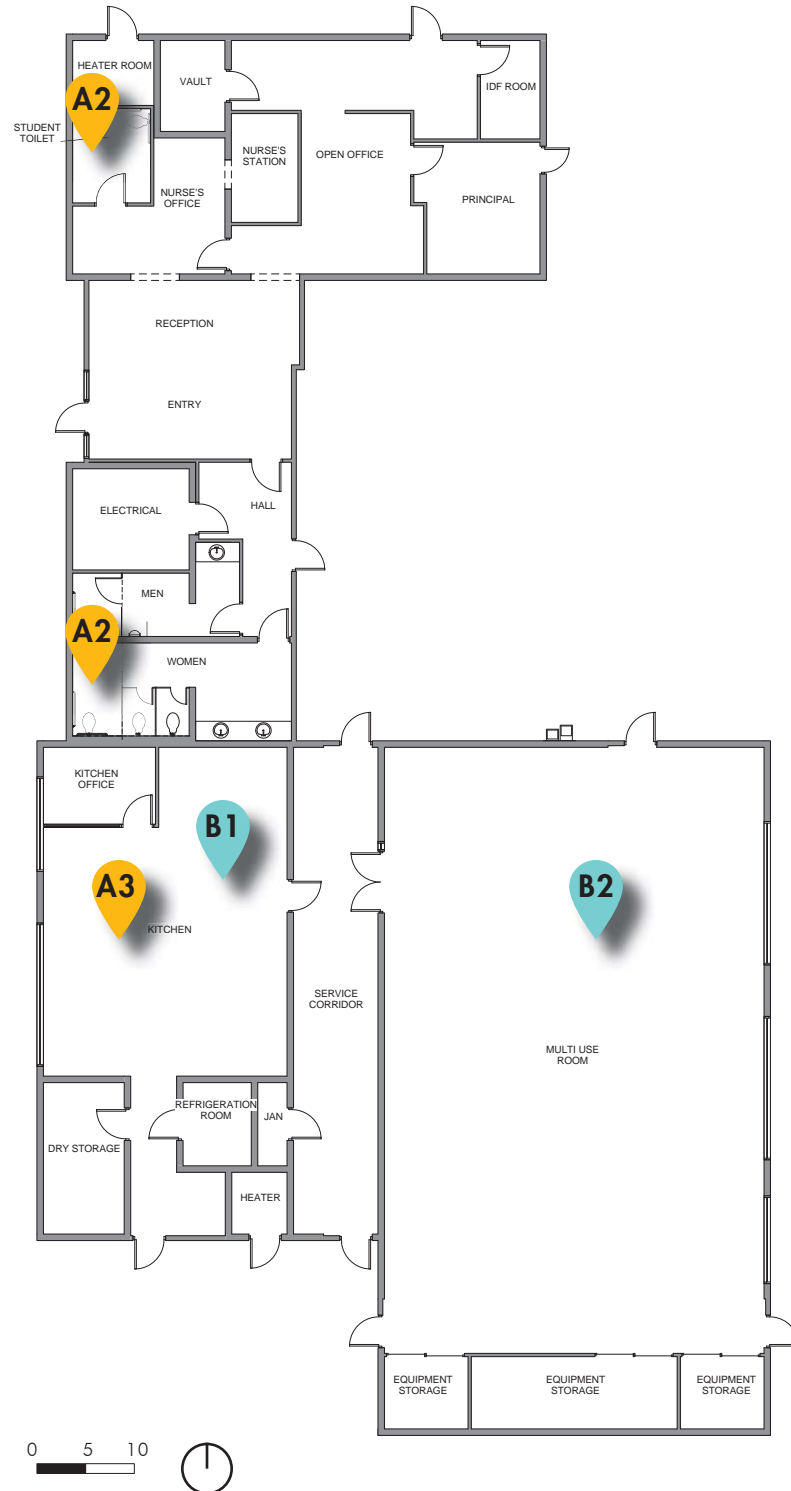 HEATER ROOM
VAULT
IDF ROOM
A2
STUDENT
TOILET
NURSE'S
STATION
OPEN OFFICE
NURSE'S
OFFICE
PRINCIPAL
RECEPTION
ENTRY
ELECTRICAL
HALL
MEN
A2
WOMEN
KITCHEN
OFFICE
B1
A3
B2
KITCHEN
SERVICE
CORRIDOR
MULTI USE
ROOM
REFRIGERATION
ROOM
JAN
DRY STORAGE
HEATER
EQUIPMENT
STORAGE
EQUIPMENT
STORAGE
EQUIPMENT
STORAGE
0 5 10